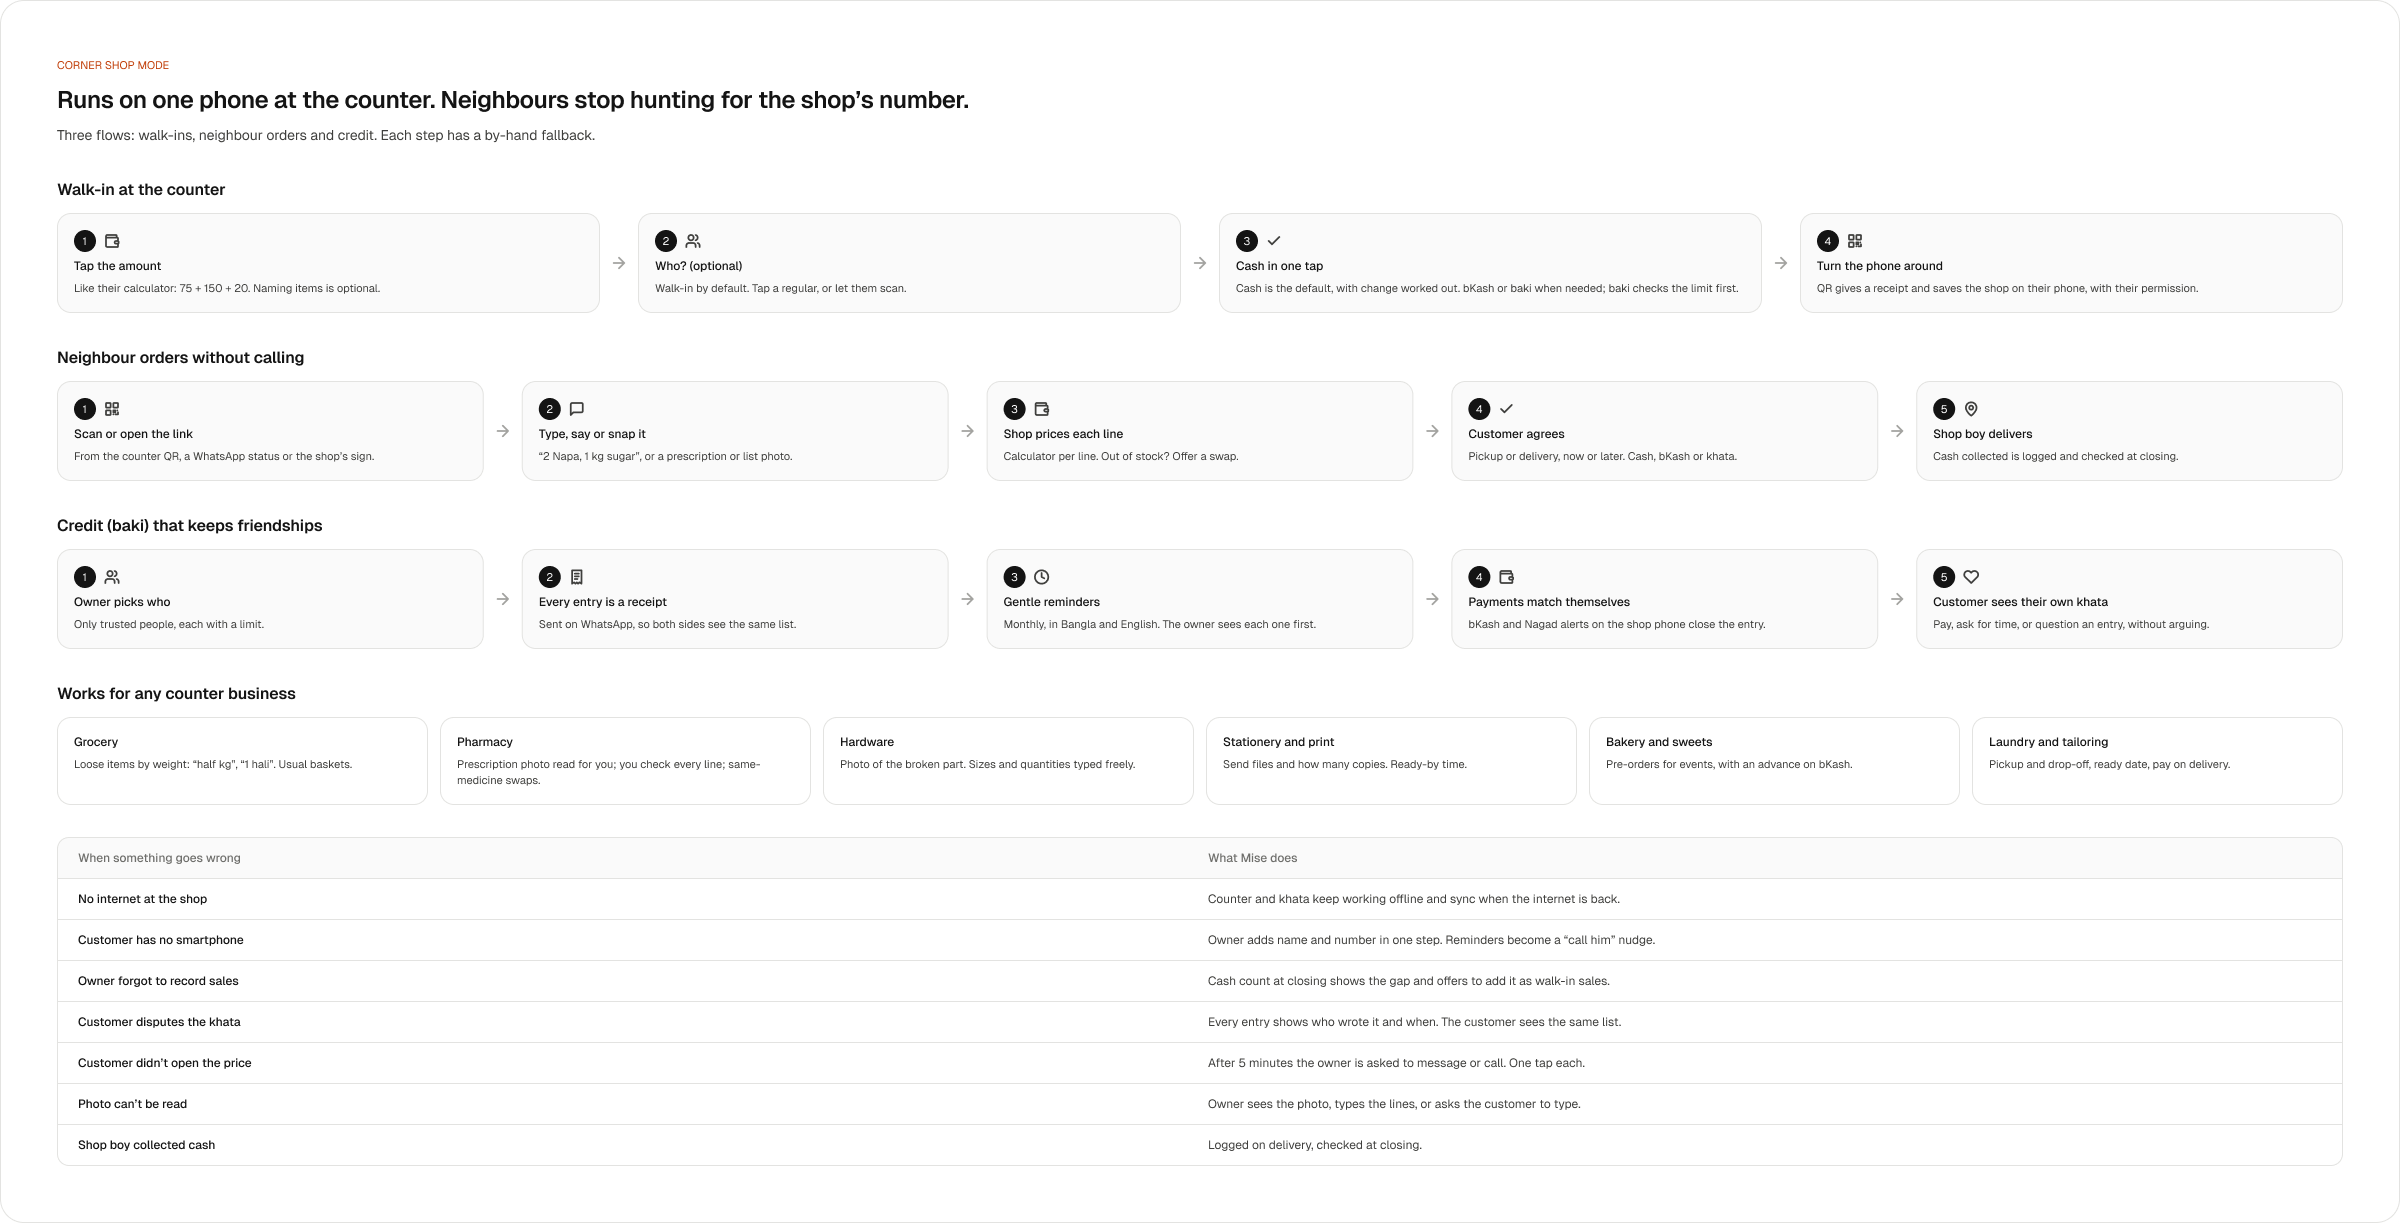 CORNER SHOP MODE
Runs on one phone at the counter. Neighbours stop hunting for the shop’s number.
Three flows: walk-ins, neighbour orders and credit. Each step has a by-hand fallback.
Walk-in at the counter
1
Tap the amount
Like their calculator: 75 + 150 + 20. Naming items is optional.
2
Who? (optional)
Walk-in by default. Tap a regular, or let them scan.
3
Cash in one tap
Cash is the default, with change worked out. bKash or baki when needed; baki checks the limit first.
4
Turn the phone around
QR gives a receipt and saves the shop on their phone, with their permission.
Neighbour orders without calling
1
Scan or open the link
From the counter QR, a WhatsApp status or the shop’s sign.
2
Type, say or snap it
“2 Napa, 1 kg sugar”, or a prescription or list photo.
3
Shop prices each line
Calculator per line. Out of stock? Offer a swap.
4
Customer agrees
Pickup or delivery, now or later. Cash, bKash or khata.
5
Shop boy delivers
Cash collected is logged and checked at closing.
Credit (baki) that keeps friendships
1
Owner picks who
Only trusted people, each with a limit.
2
Every entry is a receipt
Sent on WhatsApp, so both sides see the same list.
3
Gentle reminders
Monthly, in Bangla and English. The owner sees each one first.
4
Payments match themselves
bKash and Nagad alerts on the shop phone close the entry.
5
Customer sees their own khata
Pay, ask for time, or question an entry, without arguing.
Works for any counter business
Grocery
Loose items by weight: “half kg”, “1 hali”. Usual baskets.
Pharmacy
Prescription photo read for you; you check every line; same-
medicine swaps.
Hardware
Photo of the broken part. Sizes and quantities typed freely.
Stationery and print
Send files and how many copies. Ready-by time.
Bakery and sweets
Pre-orders for events, with an advance on bKash.
Laundry and tailoring
Pickup and drop-off, ready date, pay on delivery.
When something goes wrong
What Mise does
No internet at the shop
Counter and khata keep working offline and sync when the internet is back.
Customer has no smartphone
Owner adds name and number in one step. Reminders become a “call him” nudge.
Owner forgot to record sales
Cash count at closing shows the gap and offers to add it as walk-in sales.
Customer disputes the khata
Every entry shows who wrote it and when. The customer sees the same list.
Customer didn’t open the price
After 5 minutes the owner is asked to message or call. One tap each.
Photo can’t be read
Owner sees the photo, types the lines, or asks the customer to type.
Shop boy collected cash
Logged on delivery, checked at closing.